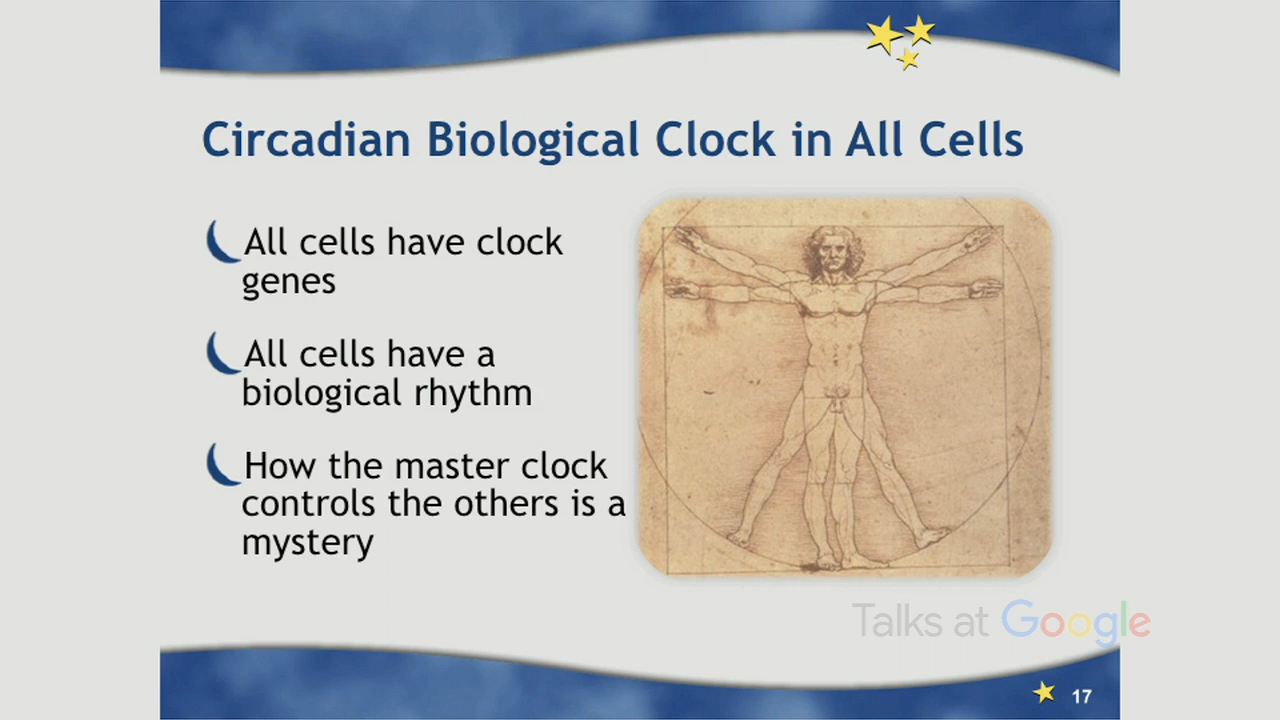 Circadian Biological Clock in All Cells
All cells have clock
genes
All cells have a
biological rhythm
How the master clock
controls the others is a
mystery
Talks at Google
17